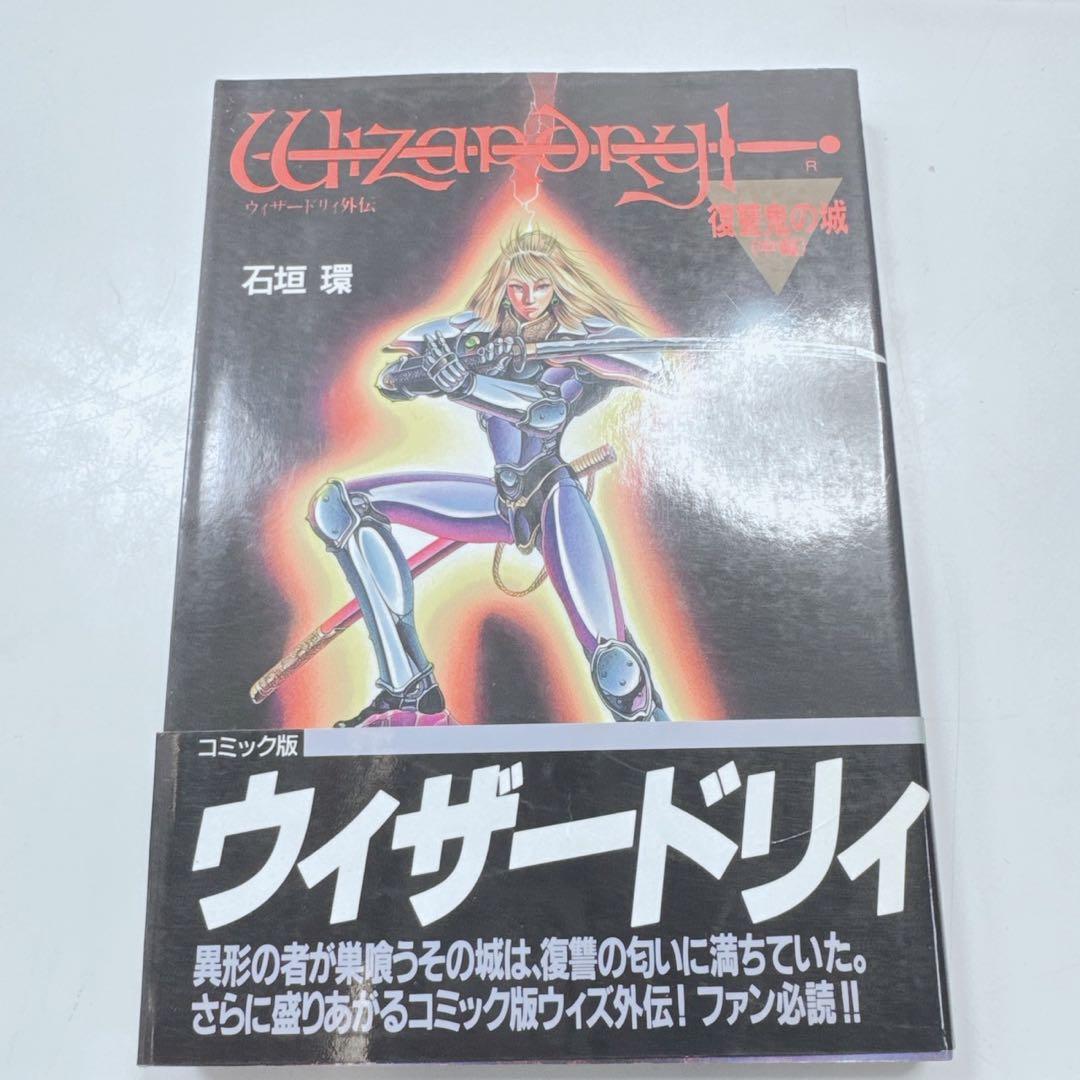 Wizardry
R
ウィザードリィ外伝
復讐鬼の城
(中編)
石垣 環
コミック版
ウィザードリィ
異形の者が巣喰うその城は、復讐の匂いに満ちていた。
さらに盛りあがるコミック版ウィズ外伝!ファン必読!!